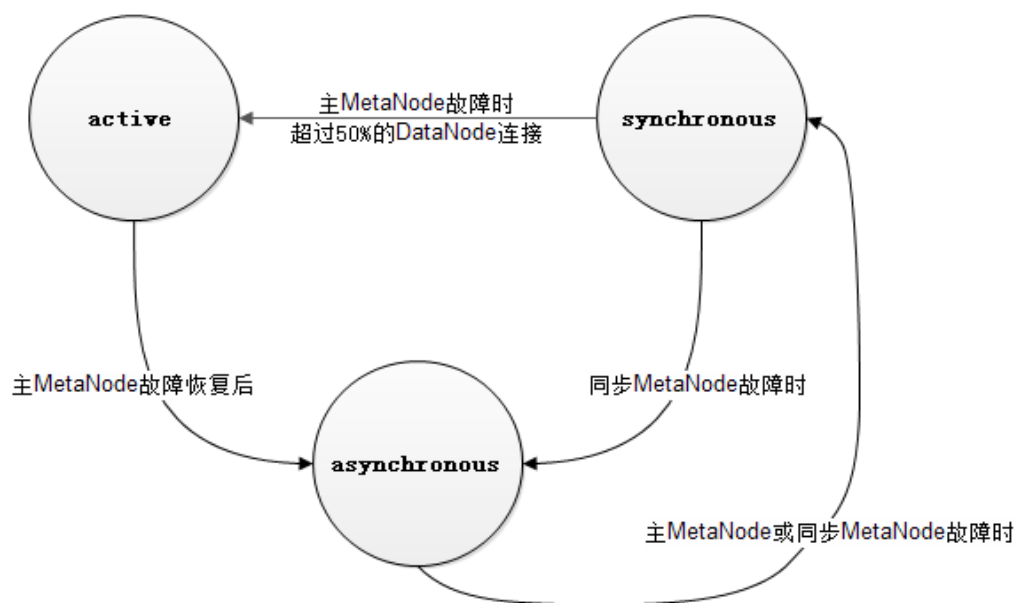 active
主MetaNode故障时
超过50%的DataNode连接
synchronous
主MetaNode故障恢复后
同步MetaNode故障时
asynchronous
主MetaNode或同步MetaNode故障时